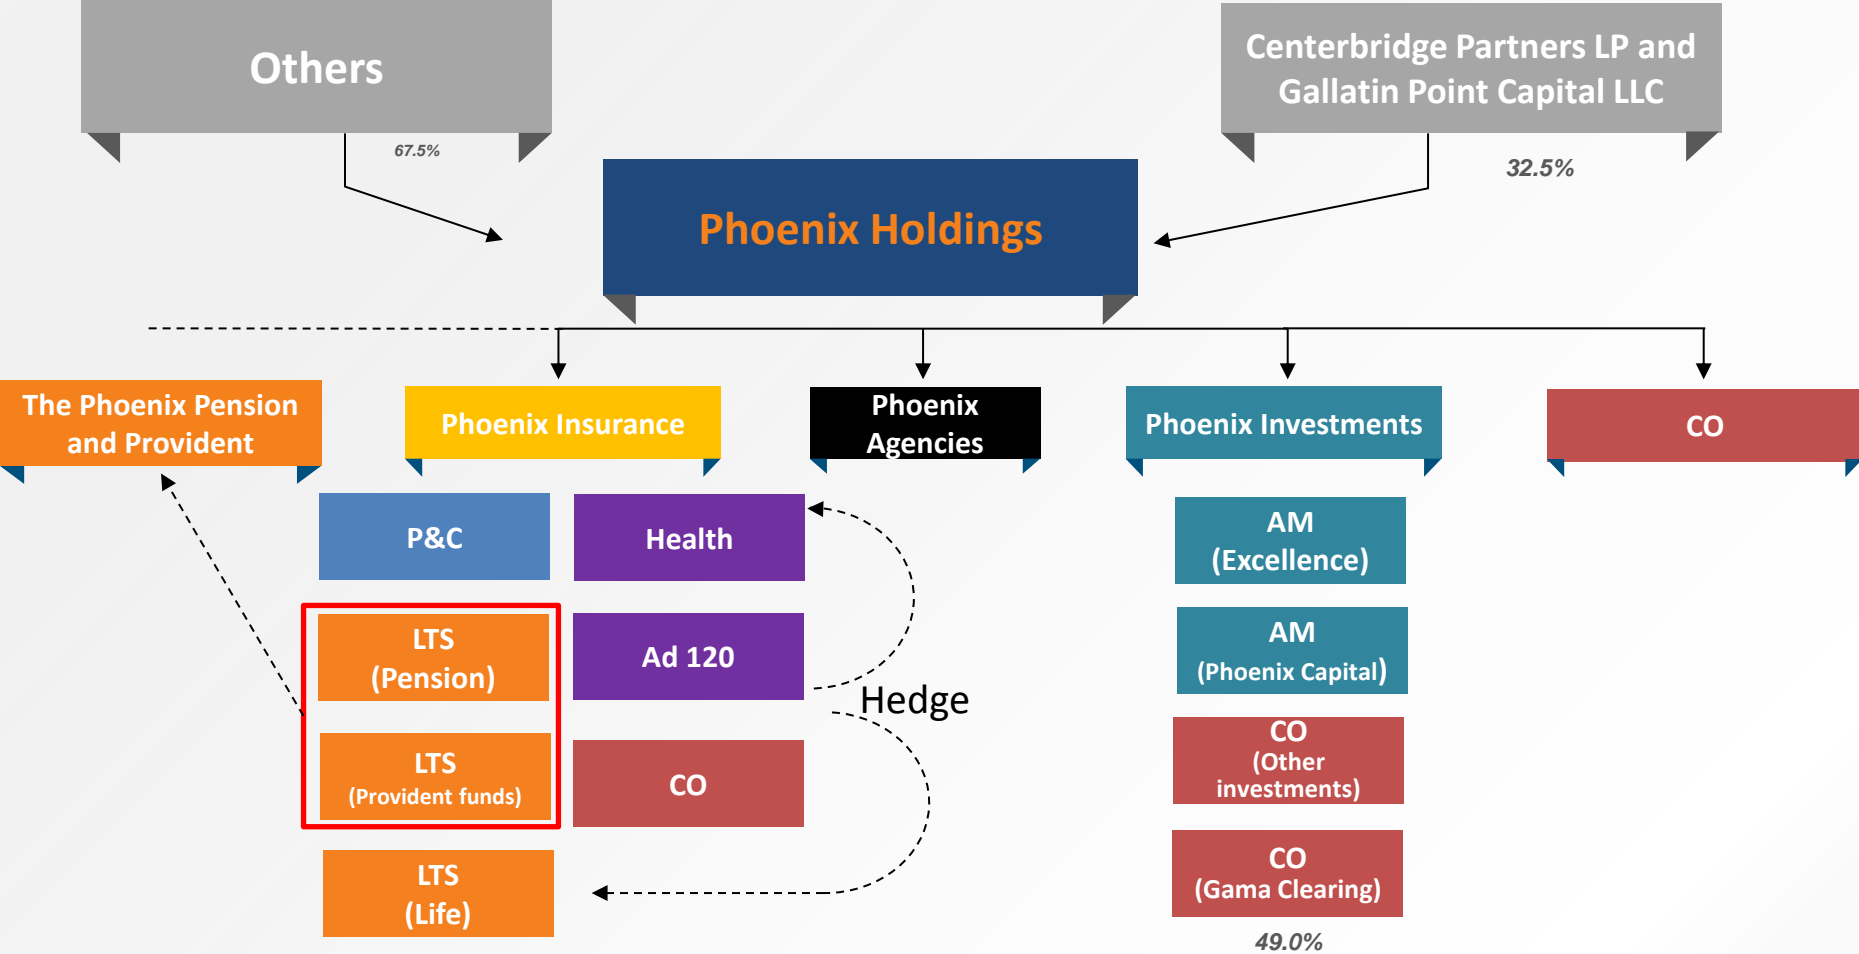 Others
Centerbridge Partners LP and
Gallatin Point Capital LLC
67.5%
32.5%
Phoenix Holdings
The Phoenix Pension
and Provident
Phoenix Insurance
Phoenix
Agencies
Phoenix Investments
CO
P&C
Health
AM
(Excellence)
LTS
(Pension)
Ad 120
AM
(Phoenix Capital)
Hedge
LTS
(Provident funds)
CO
CO
(Other
investments)
LTS
(Life)
CO
(Gama Clearing)
49.0%